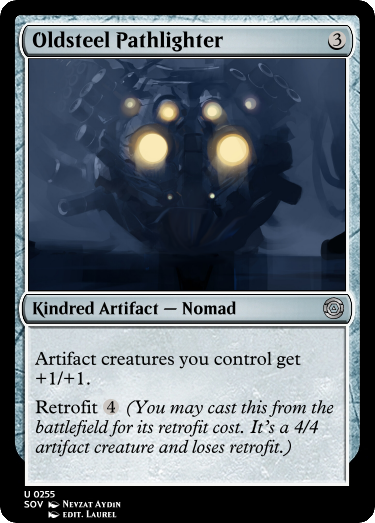 Oldsteel Pathlighter 3
Kindred Artifact — Nomad
Artifact creatures you control get
+1/+1.
Retrofit 4 (You may cast this from the
battlefield for its retrofit cost. It's a 4/4
artifact creature and loses retrofit.)
U 0255
SOV Nevzat Aydin
edit. Laurel